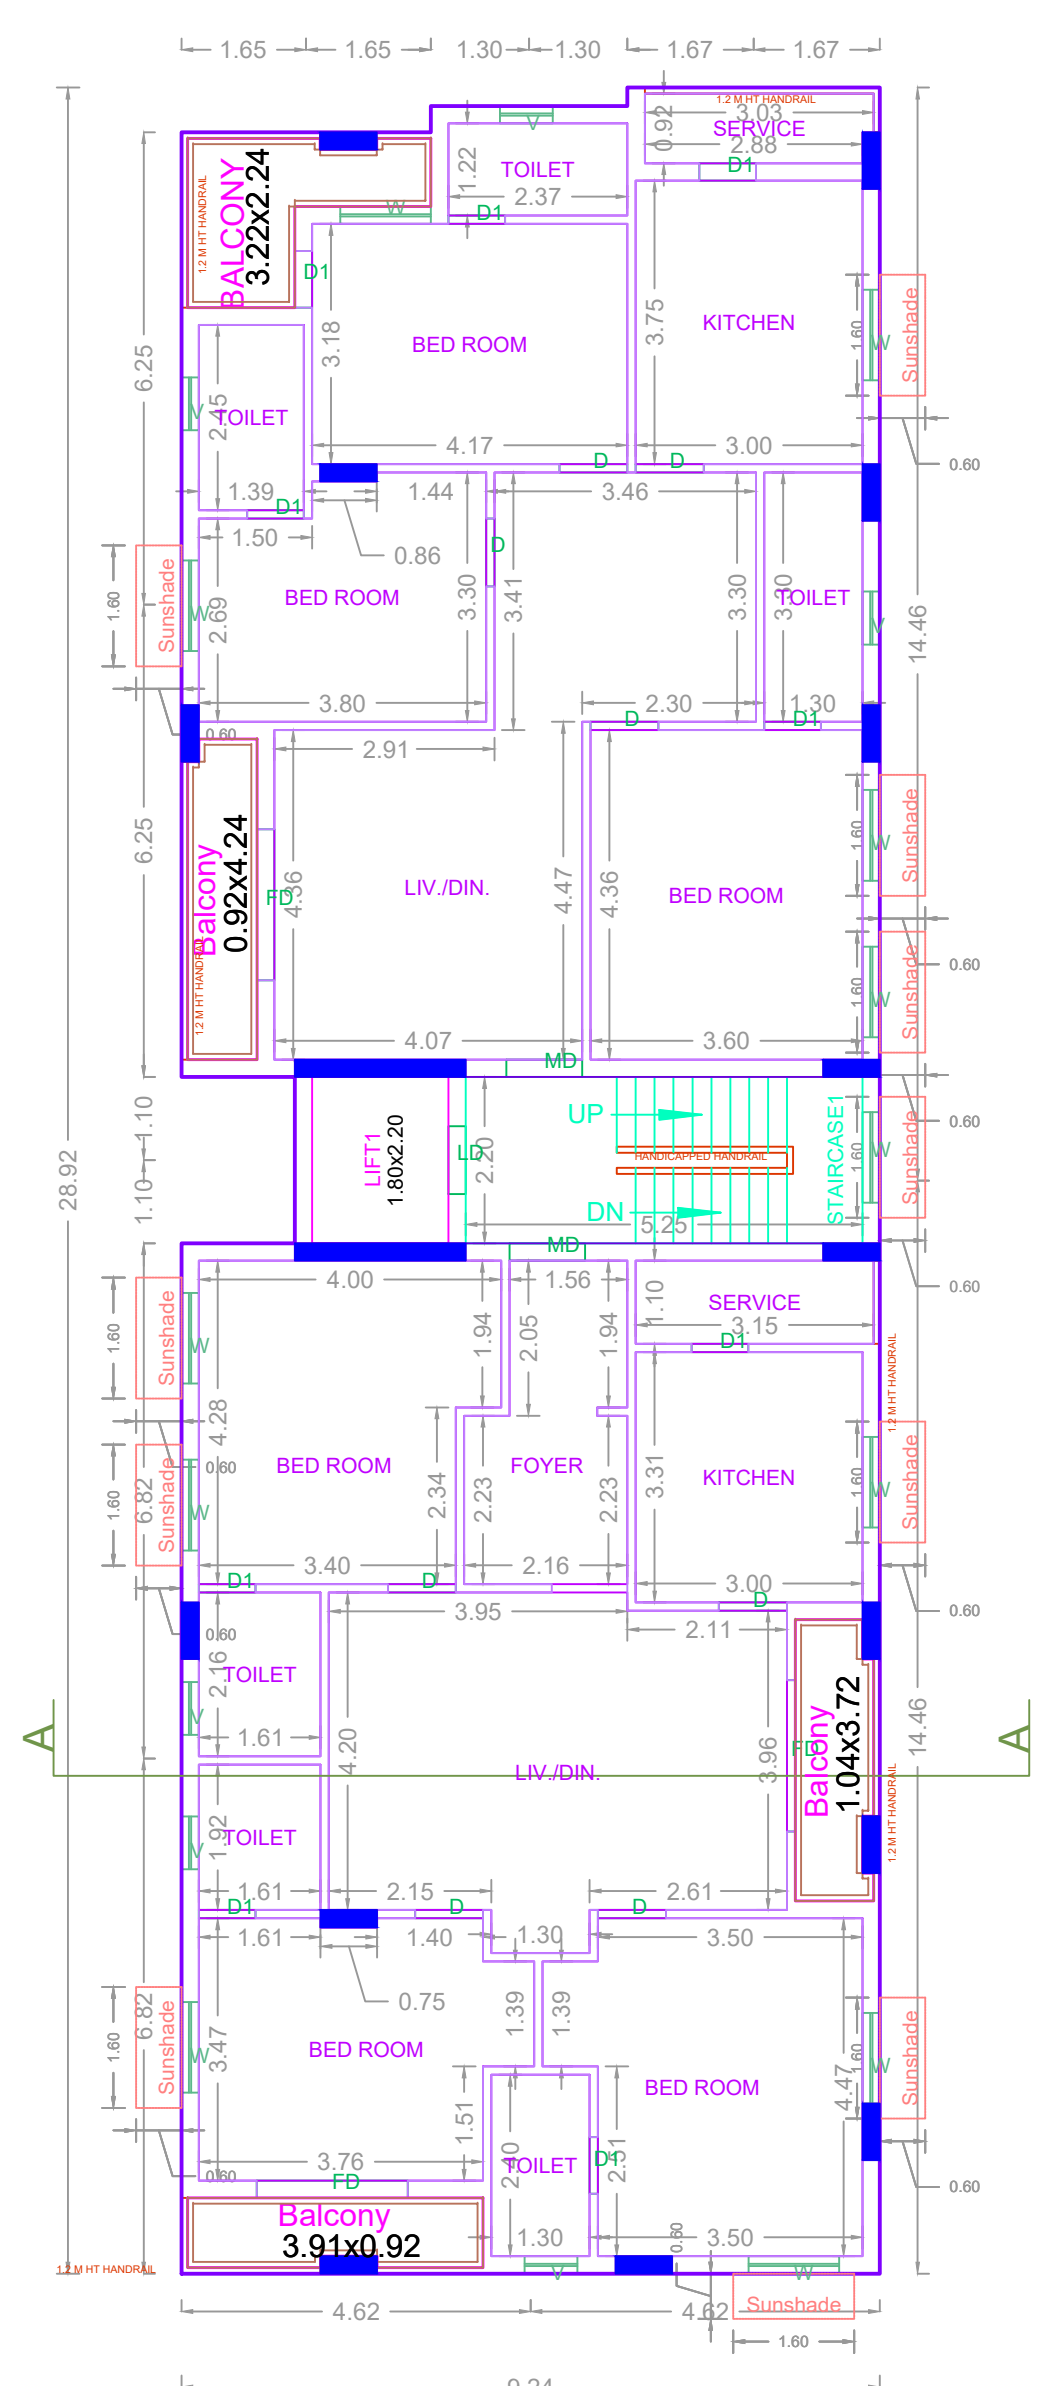 1.65
1.65
1.30
1.30
1.67
1.67
1.2 M HT HANDRAIL
3.03
0.92
SERVICE
2.88
V
D1
1.22
TOILET
2.37
D1
BALCONY
3.22x2.24
1.2 M HT HANDRAIL
W
D1
6.25
3.18
BED ROOM
3.75
KITCHEN
1.60
W
Sunshade
4.17
3.00
0.60
V
TOILET
2.45
1.39
D1
1.50
D
D
1.44
3.46
0.86
D
1.60
Sunshade
W
2.69
BED ROOM
3.30
3.41
3.30
3.30
TOILET
V
14.46
3.80
2.30
1.30
0.60
D
D1
2.91
6.25
Balcony
0.92x4.24
1.2 M HT HANDRAIL
FD
4.36
LIV./DIN.
4.47
4.36
BED ROOM
1.60
W
Sunshade
0.60
1.60
W
Sunshade
4.07
3.60
MD
0.60
28.92
1.10
1.10
LIFT1
1.80x2.20
LD
2.20
UP
HANDICAPPED HANDRAIL
DN
5.25
STAIRCASE1
1.60
W
Sunshade
0.60
MD
4.00
1.56
1.10
SERVICE
3.15
D1
1.60
Sunshade
W
4.28
1.94
2.05
1.94
1.2 M HT HANDRAIL
0.60
6.82
1.60
Sunshade
W
BED ROOM
2.34
2.23
FOYER
2.23
3.31
KITCHEN
1.60
W
Sunshade
3.40
2.16
3.00
D1
D
D
0.60
0.60
3.95
2.11
2.16
TOILET
V
1.61
4.20
LIV./DIN.
3.96
FD
Balcony
1.04x3.72
14.46
1.2 M HT HANDRAIL
A
A
1.92
TOILET
V
1.61
2.15
2.61
D1
D
D
1.61
1.40
1.30
3.50
0.75
6.82
1.60
Sunshade
W
3.47
BED ROOM
1.39
1.39
BED ROOM
4.47
1.60
W
Sunshade
0.60
1.51
3.76
0.60
FD
2.40
TOILET
D1
2.51
Balcony
3.91x0.92
1.2 M HT HANDRAIL
1.30
3.50
0.60
0.60
V
W
Sunshade
4.62
4.62
1.60
9.24